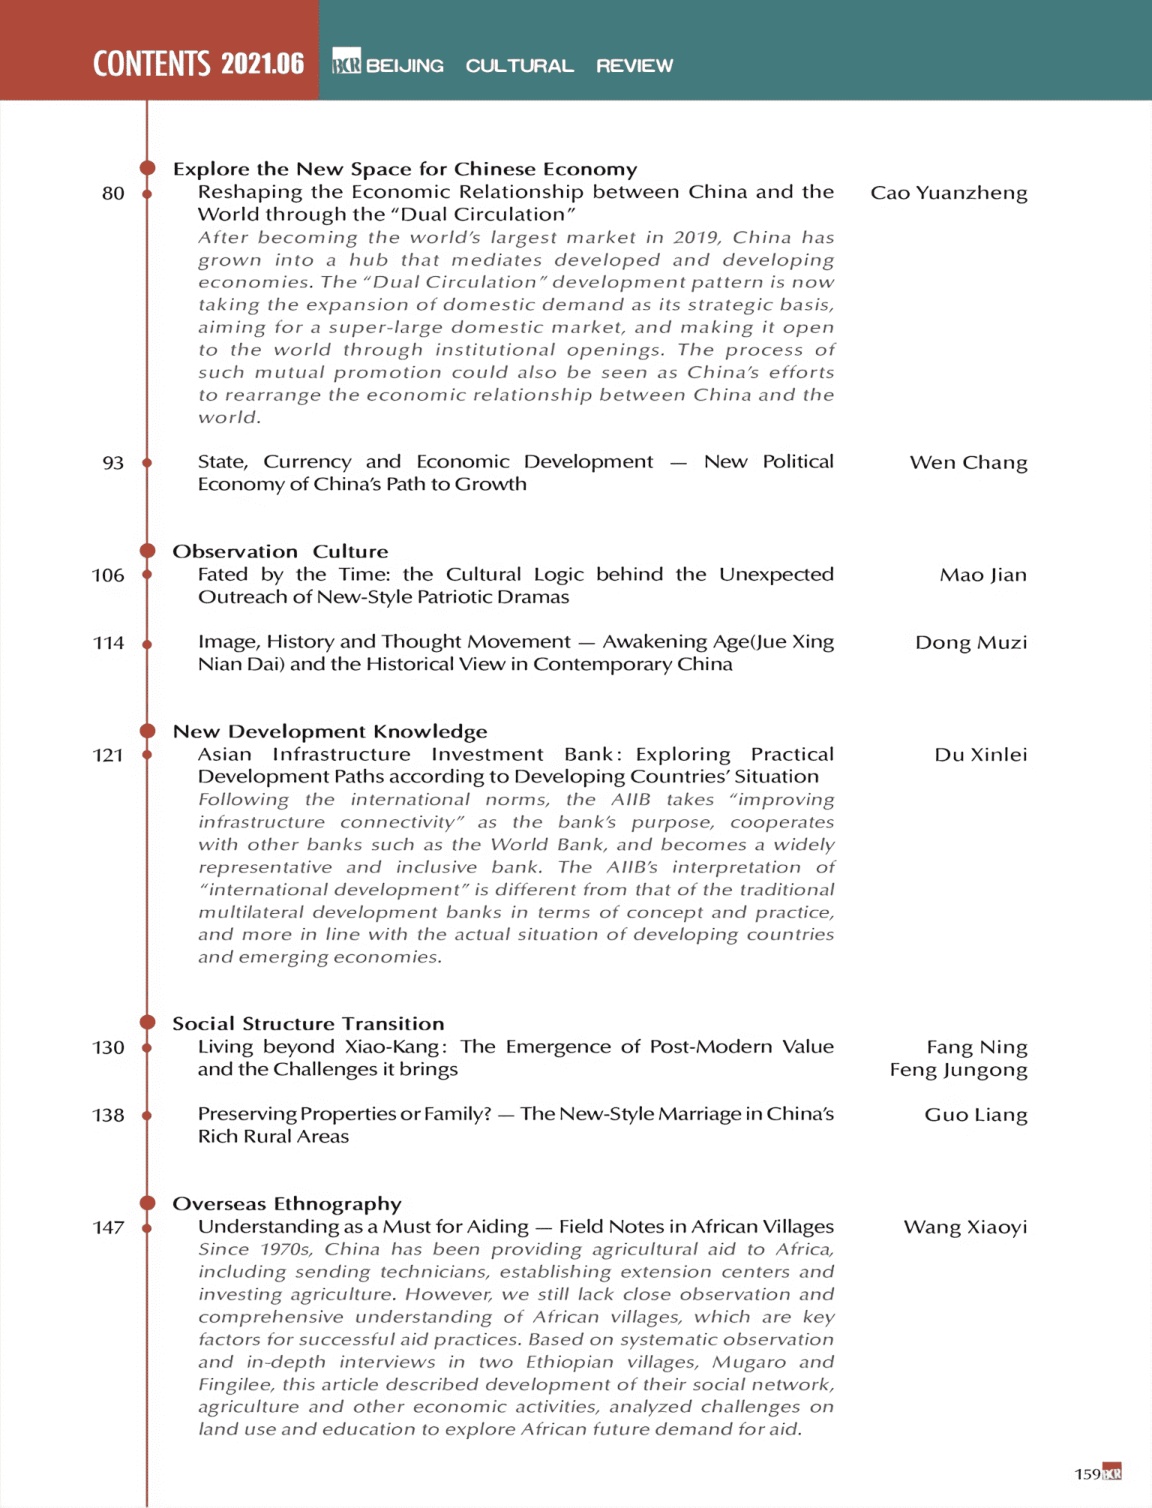 CONTENTS 2021.06 BCR BEIJING CULTURAL REVIEW
Explore the New Space for Chinese Economy
80 Reshaping the Economic Relationship between China and the Cao Yuanzheng
World through the “Dual Circulation”
After becoming the world’s largest market in 2019, China has
grown into a hub that mediates developed and developing
economies. The “Dual Circulation” development pattern is now
taking the expansion of domestic demand as its strategic basis,
aiming for a super-large domestic market, and making it open
to the world through institutional openings. The process of
such mutual promotion could also be seen as China’s efforts
to rearrange the economic relationship between China and the
world.
93 State, Currency and Economic Development — New Political Wen Chang
Economy of China’s Path to Growth
Observation Culture
106 Fated by the Time: the Cultural Logic behind the Unexpected Mao Jian
Outreach of New-Style Patriotic Dramas
114 Image, History and Thought Movement — Awakening Age(Jue Xing Dong Muzi
Nian Dai) and the Historical View in Contemporary China
New Development Knowledge
121 Asian Infrastructure Investment Bank: Exploring Practical Du Xinlei
Development Paths according to Developing Countries’ Situation
Following the international norms, the AIIB takes “improving
infrastructure connectivity” as the bank’s purpose, cooperates
with other banks such as the World Bank, and becomes a widely
representative and inclusive bank. The AIIB’s interpretation of
“international development” is different from that of the traditional
multilateral development banks in terms of concept and practice,
and more in line with the actual situation of developing countries
and emerging economies.
Social Structure Transition
130 Living beyond Xiao-Kang: The Emergence of Post-Modern Value Fang Ning
and the Challenges it brings Feng Jungong
138 Preserving Properties or Family? — The New-Style Marriage in China’s Guo Liang
Rich Rural Areas
Overseas Ethnography
147 Understanding as a Must for Aiding — Field Notes in African Villages Wang Xiaoyi
Since 1970s, China has been providing agricultural aid to Africa,
including sending technicians, establishing extension centers and
investing agriculture. However, we still lack close observation and
comprehensive understanding of African villages, which are key
factors for successful aid practices. Based on systematic observation
and in-depth interviews in two Ethiopian villages, Mugaro and
Fingilee, this article described development of their social network,
agriculture and other economic activities, analyzed challenges on
land use and education to explore African future demand for aid.
159 BCR